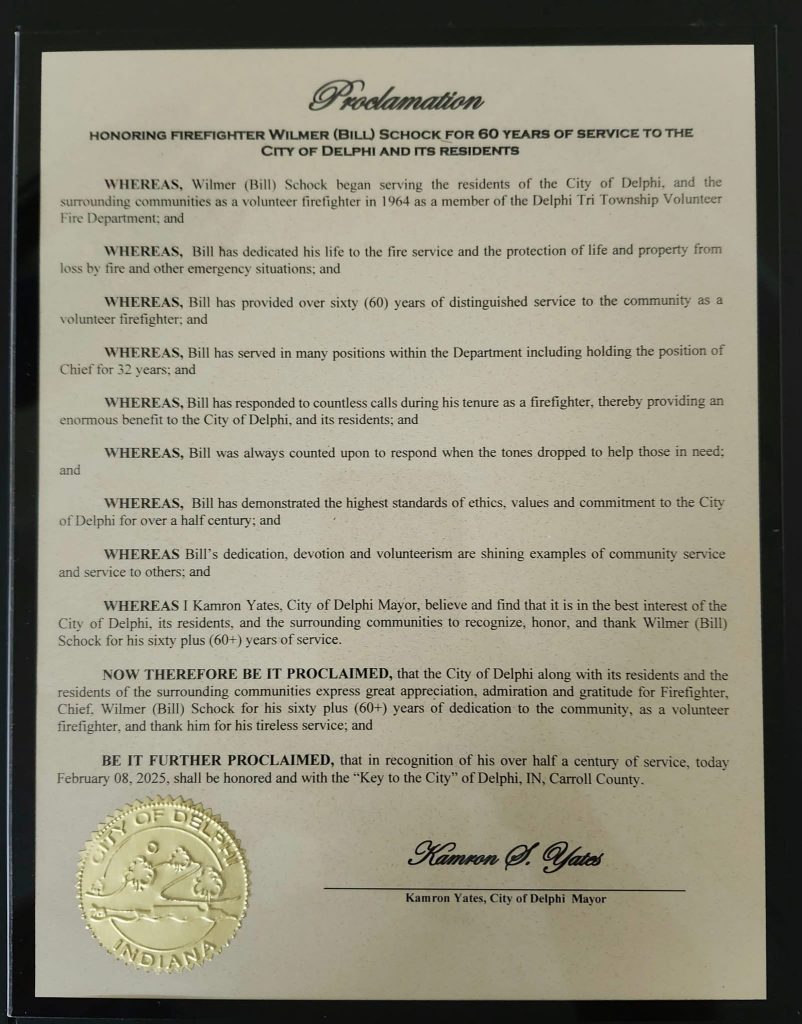 Proclamation
HONORING FIREFIGHTER WILMER (BILL) SCHOCK FOR 60 YEARS OF SERVICE TO THE
CITY OF DELPHI AND ITS RESIDENTS
WHEREAS, Wilmer (Bill) Schock began serving the residents of the City of Delphi, and the
surrounding communities as a volunteer firefighter in 1964 as a member of the Delphi Tri Township Volunteer
Fire Department; and
WHEREAS, Bill has dedicated his life to the fire service and the protection of life and property from
loss by fire and other emergency situations; and
WHEREAS, Bill has provided over sixty (60) years of distinguished service to the community as a
volunteer firefighter; and
WHEREAS, Bill has served in many positions within the Department including holding the position of
Chief for 32 years; and
WHEREAS, Bill has responded to countless calls during his tenure as a firefighter, thereby providing an
enormous benefit to the City of Delphi, and its residents; and
WHEREAS, Bill was always counted upon to respond when the tones dropped to help those in need;
and
WHEREAS, Bill has demonstrated the highest standards of ethics, values and commitment to the City
of Delphi for over a half century; and
WHEREAS Bill's dedication, devotion and volunteerism are shining examples of community service
and service to others; and
WHEREAS I Kamron Yates, City of Delphi Mayor, believe and find that it is in the best interest of the
City of Delphi, its residents, and the surrounding communities to recognize, honor, and thank Wilmer (Bill)
Schock for his sixty plus (60+) years of service.
NOW THEREFORE BE IT PROCLAIMED, that the City of Delphi along with its residents and the
residents of the surrounding communities express great appreciation, admiration and gratitude for Firefighter,
Chief, Wilmer (Bill) Schock for his sixty plus (60+) years of dedication to the community, as a volunteer
firefighter, and thank him for his tireless service; and
BE IT FURTHER PROCLAIMED, that in recognition of his over half a century of service, today
February 08, 2025, shall be honored and with the “Key to the City” of Delphi, IN, Carroll County.
CITY OF DELPHI
INDIANA
Kamron S. Yates
Kamron Yates, City of Delphi Mayor